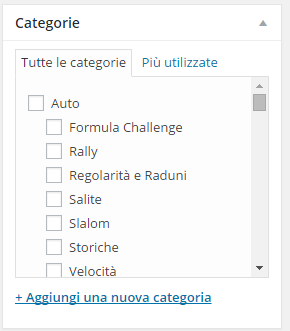 Categorie
Tutte le categorie Più utilizzate
Auto
Formula Challenge
Rally
Regolarità e Raduni
Salite
Slalom
Storiche
Velocità
+ Aggiungi una nuova categoria